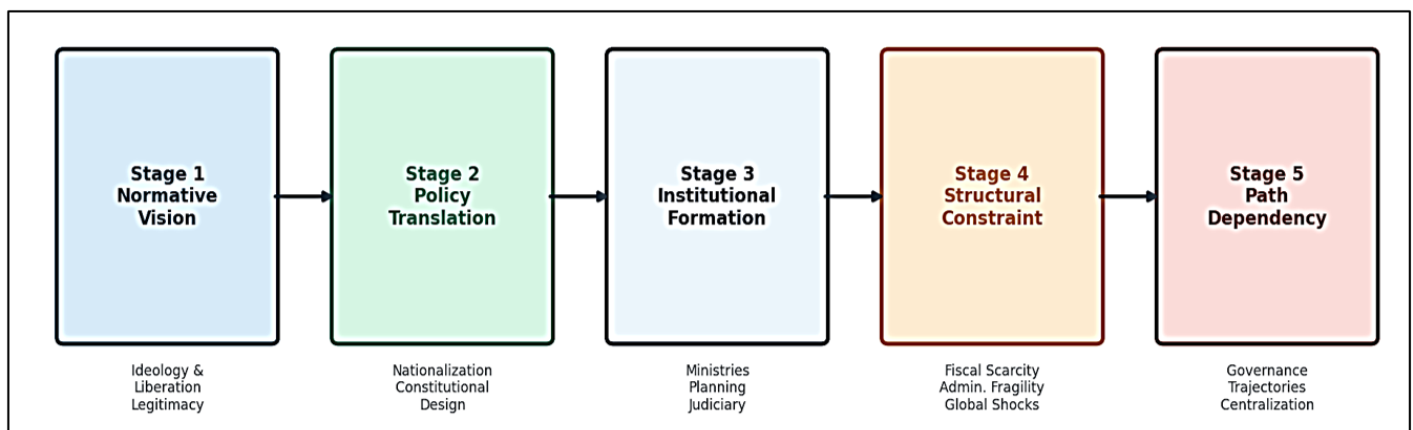 Stage 1
Normative
Vision
Stage 2
Policy
Translation
Stage 3
Institutional
Formation
Stage 4
Structural
Constraint
Stage 5
Path
Dependency
Ideology &
Liberation
Legitimacy
Nationalization
Constitutional
Design
Ministries
Planning
Judiciary
Fiscal Scarcity
Admin. Fragility
Global Shocks
Governance
Trajectories
Centralization